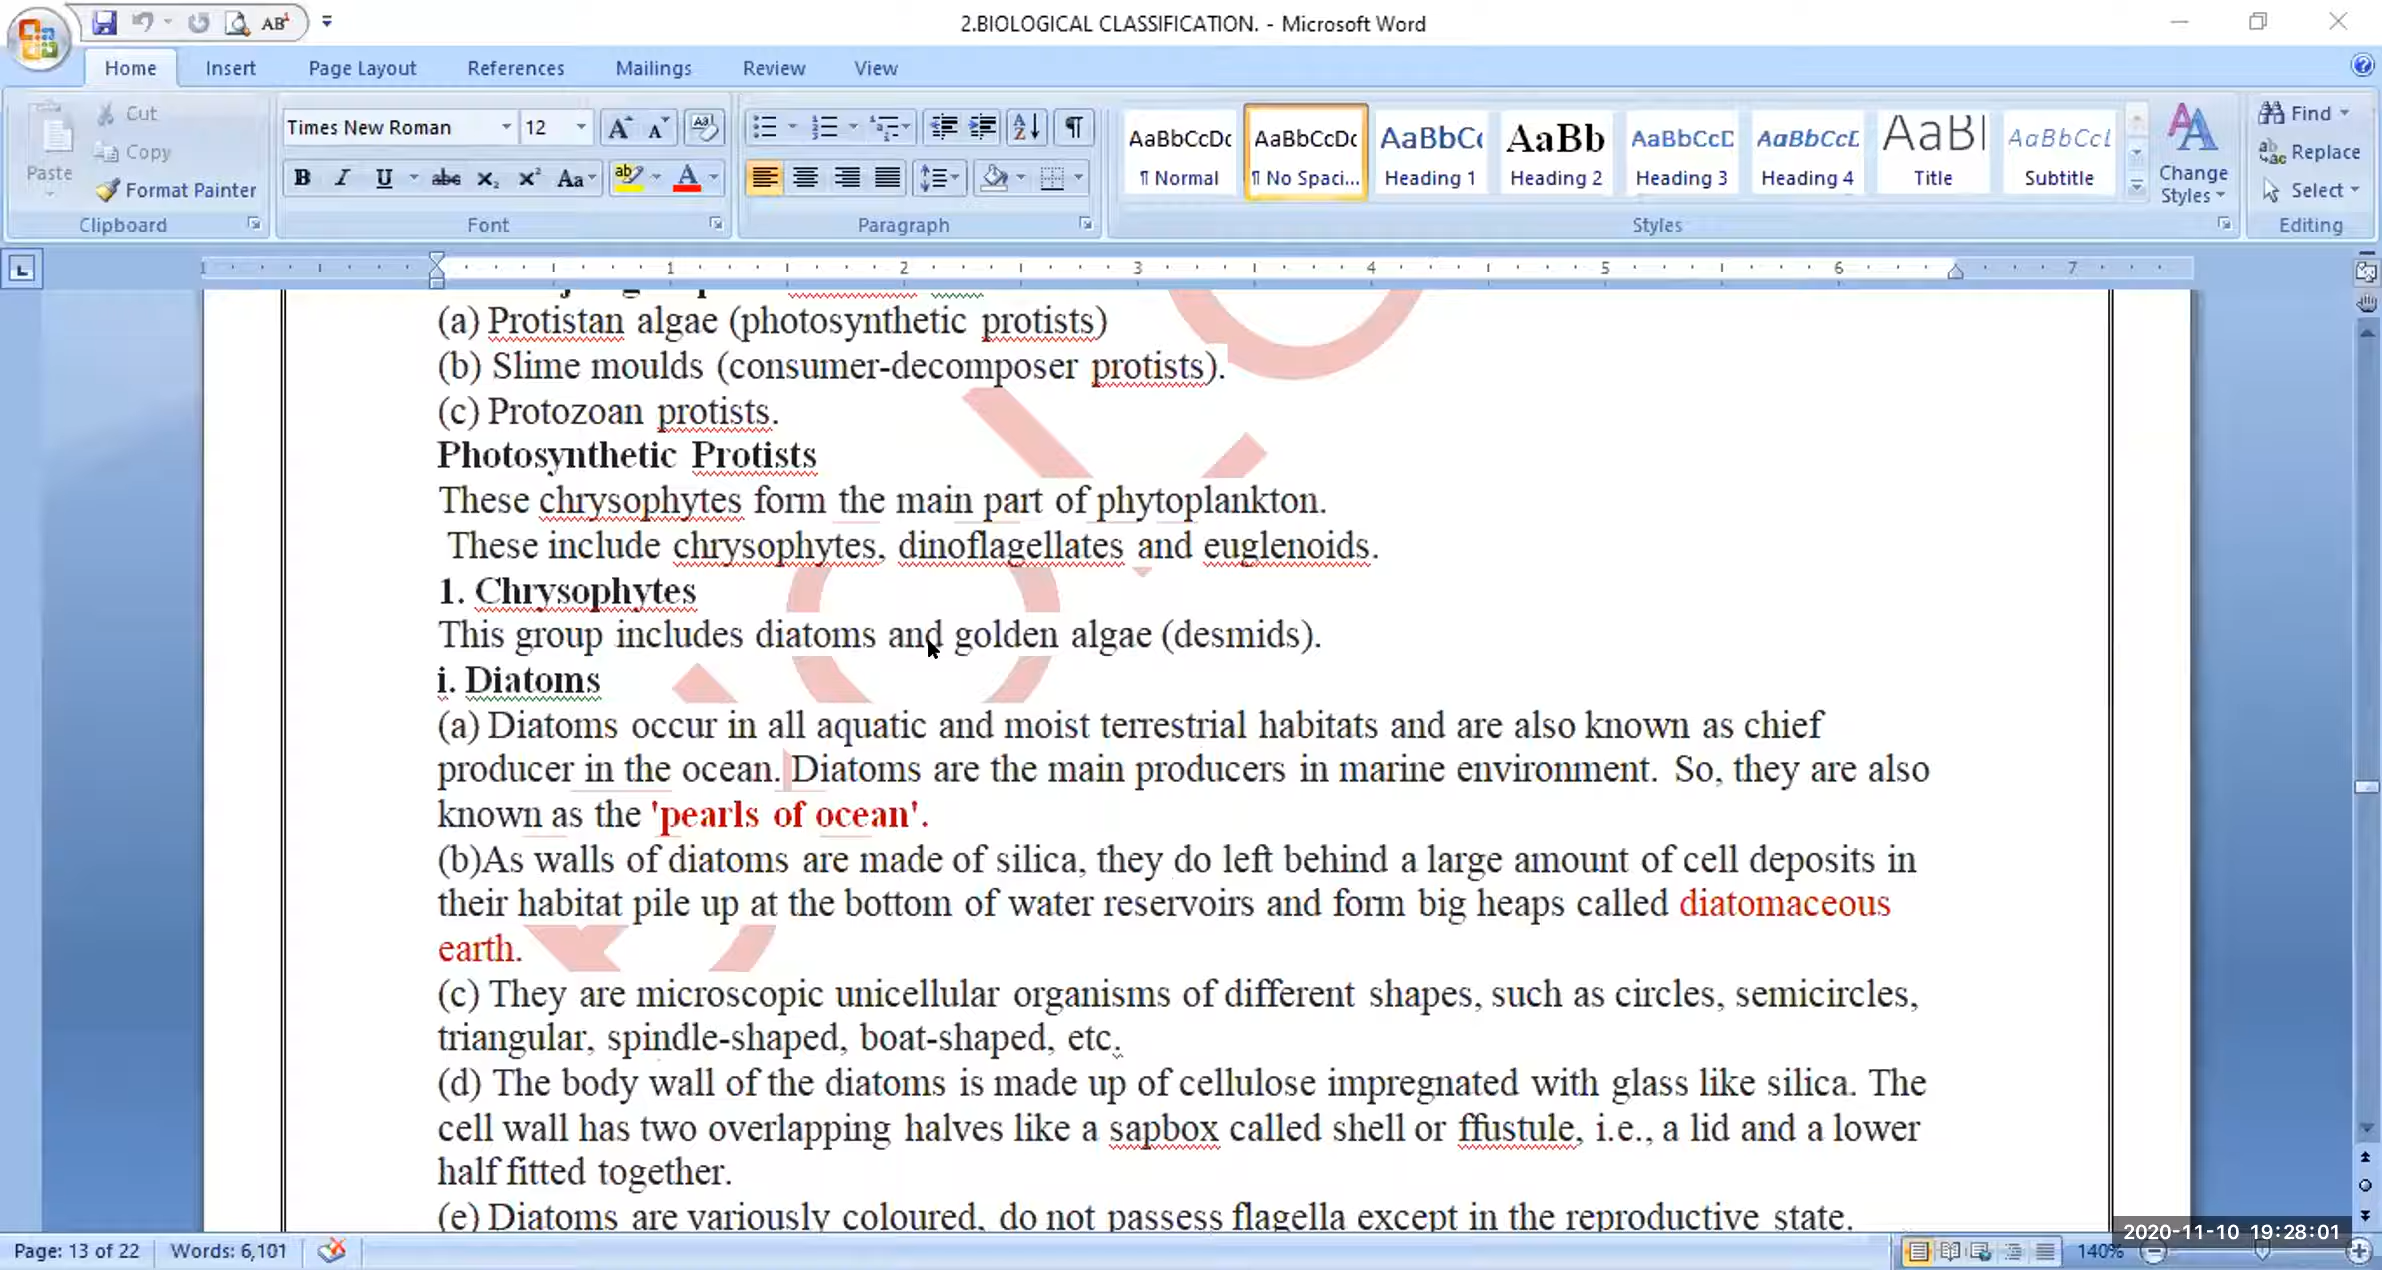 2.BIOLOGICAL CLASSIFICATION. - Microsoft Word
Home Insert Page Layout References Mailings Review View
Paste
Cut
Copy
Format Painter
Clipboard
Times New Roman 12
Font
Paragraph
AaBbCcDc AaBbCcDc AaBbC AaBb AaBbCcD AaBbCcL AaB AaBbCcL
¶ Normal ¶ No Spaci... Heading 1 Heading 2 Heading 3 Heading 4 Title Subtitle
Change
Styles
Styles
Find
Replace
Select
Editing
1 1 2 3 4 5 6 7
(a) Protistan algae (photosynthetic protists)
(b) Slime moulds (consumer-decomposer protists).
(c) Protozoan protists.
Photosynthetic Protists
These chrysophytes form the main part of phytoplankton.
These include chrysophytes, dinoflagellates and euglenoids.
1. Chrysophytes
This group includes diatoms and golden algae (desmids).
i. Diatoms
(a) Diatoms occur in all aquatic and moist terrestrial habitats and are also known as chief
producer in the ocean. Diatoms are the main producers in marine environment. So, they are also
known as the 'pearls of ocean'.
(b)As walls of diatoms are made of silica, they do left behind a large amount of cell deposits in
their habitat pile up at the bottom of water reservoirs and form big heaps called diatomaceous
earth.
(c) They are microscopic unicellular organisms of different shapes, such as circles, semicircles,
triangular, spindle-shaped, boat-shaped, etc.
(d) The body wall of the diatoms is made up of cellulose impregnated with glass like silica. The
cell wall has two overlapping halves like a sapbox called shell or ffustule, i.e., a lid and a lower
half fitted together.
(e) Diatoms are variously coloured, do not passess flagella except in the reproductive state.
2020-11-10 19:28:01
Page: 13 of 22 Words: 6,101 140%